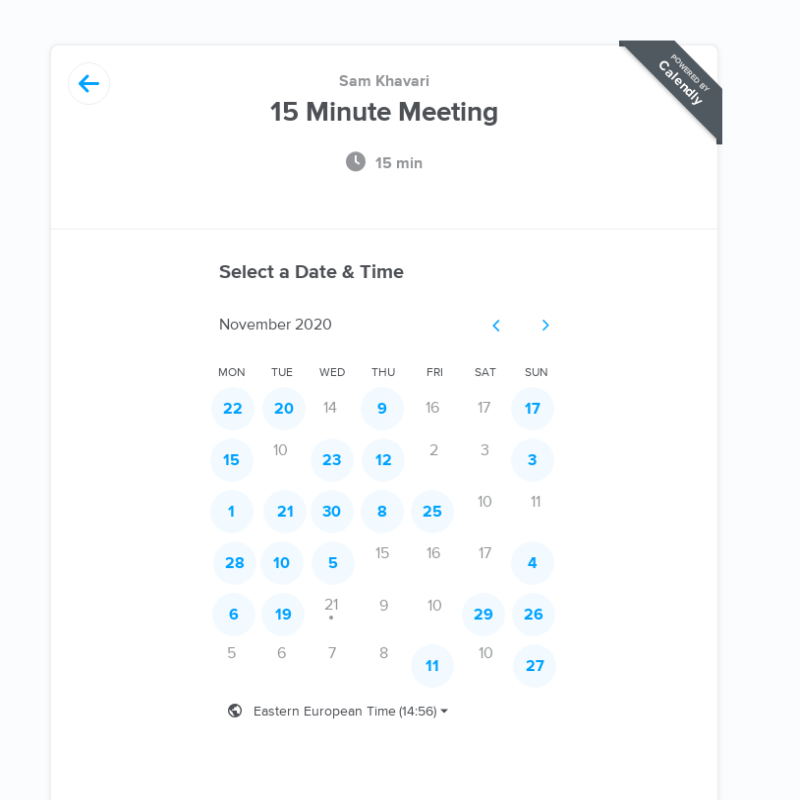 POWERED BY
Calendly
Sam Khavari
15 Minute Meeting
15 min
Select a Date & Time
November 2020
MON TUE WED THU FRI SAT SUN
22 20 14 9 16 17 17
15 10 23 12 2 3 3
1 21 30 8 25 10 11
28 10 5 15 16 17 4
6 19 21 9 10 29 26
5 6 7 8 11 10 27
Eastern European Time (14:56)